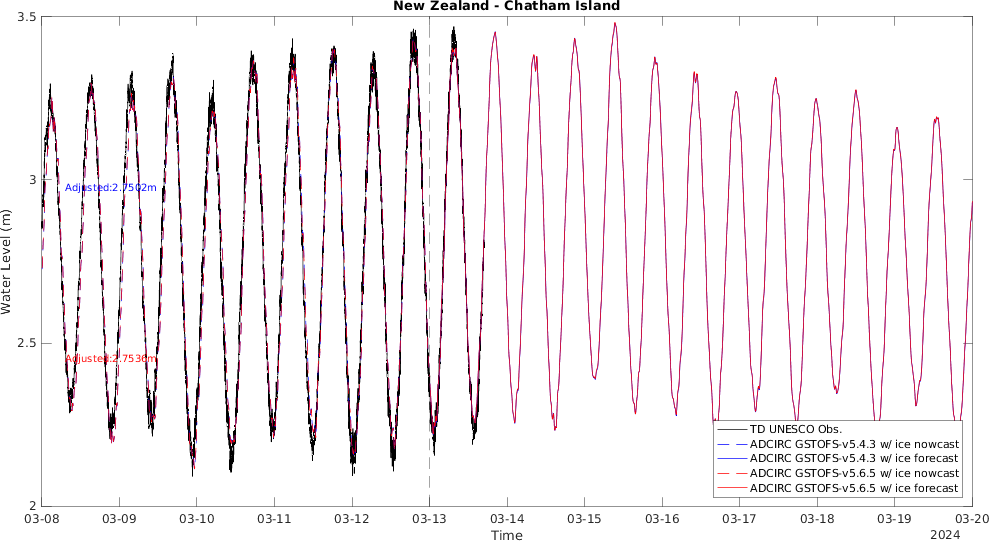 New Zealand - Chatham Island
3.5
3
2.5
2
Water Level (m)
Adjusted:2.7502m
Adjusted:2.7536m
TD UNESCO Obs.
ADCIRC GSTOFS-v5.4.3 w/ ice nowcast
ADCIRC GSTOFS-v5.4.3 w/ ice forecast
ADCIRC GSTOFS-v5.6.5 w/ ice nowcast
ADCIRC GSTOFS-v5.6.5 w/ ice forecast
03-08 03-09 03-10 03-11 03-12 03-13 03-14 03-15 03-16 03-17 03-18 03-19 03-20
Time
2024